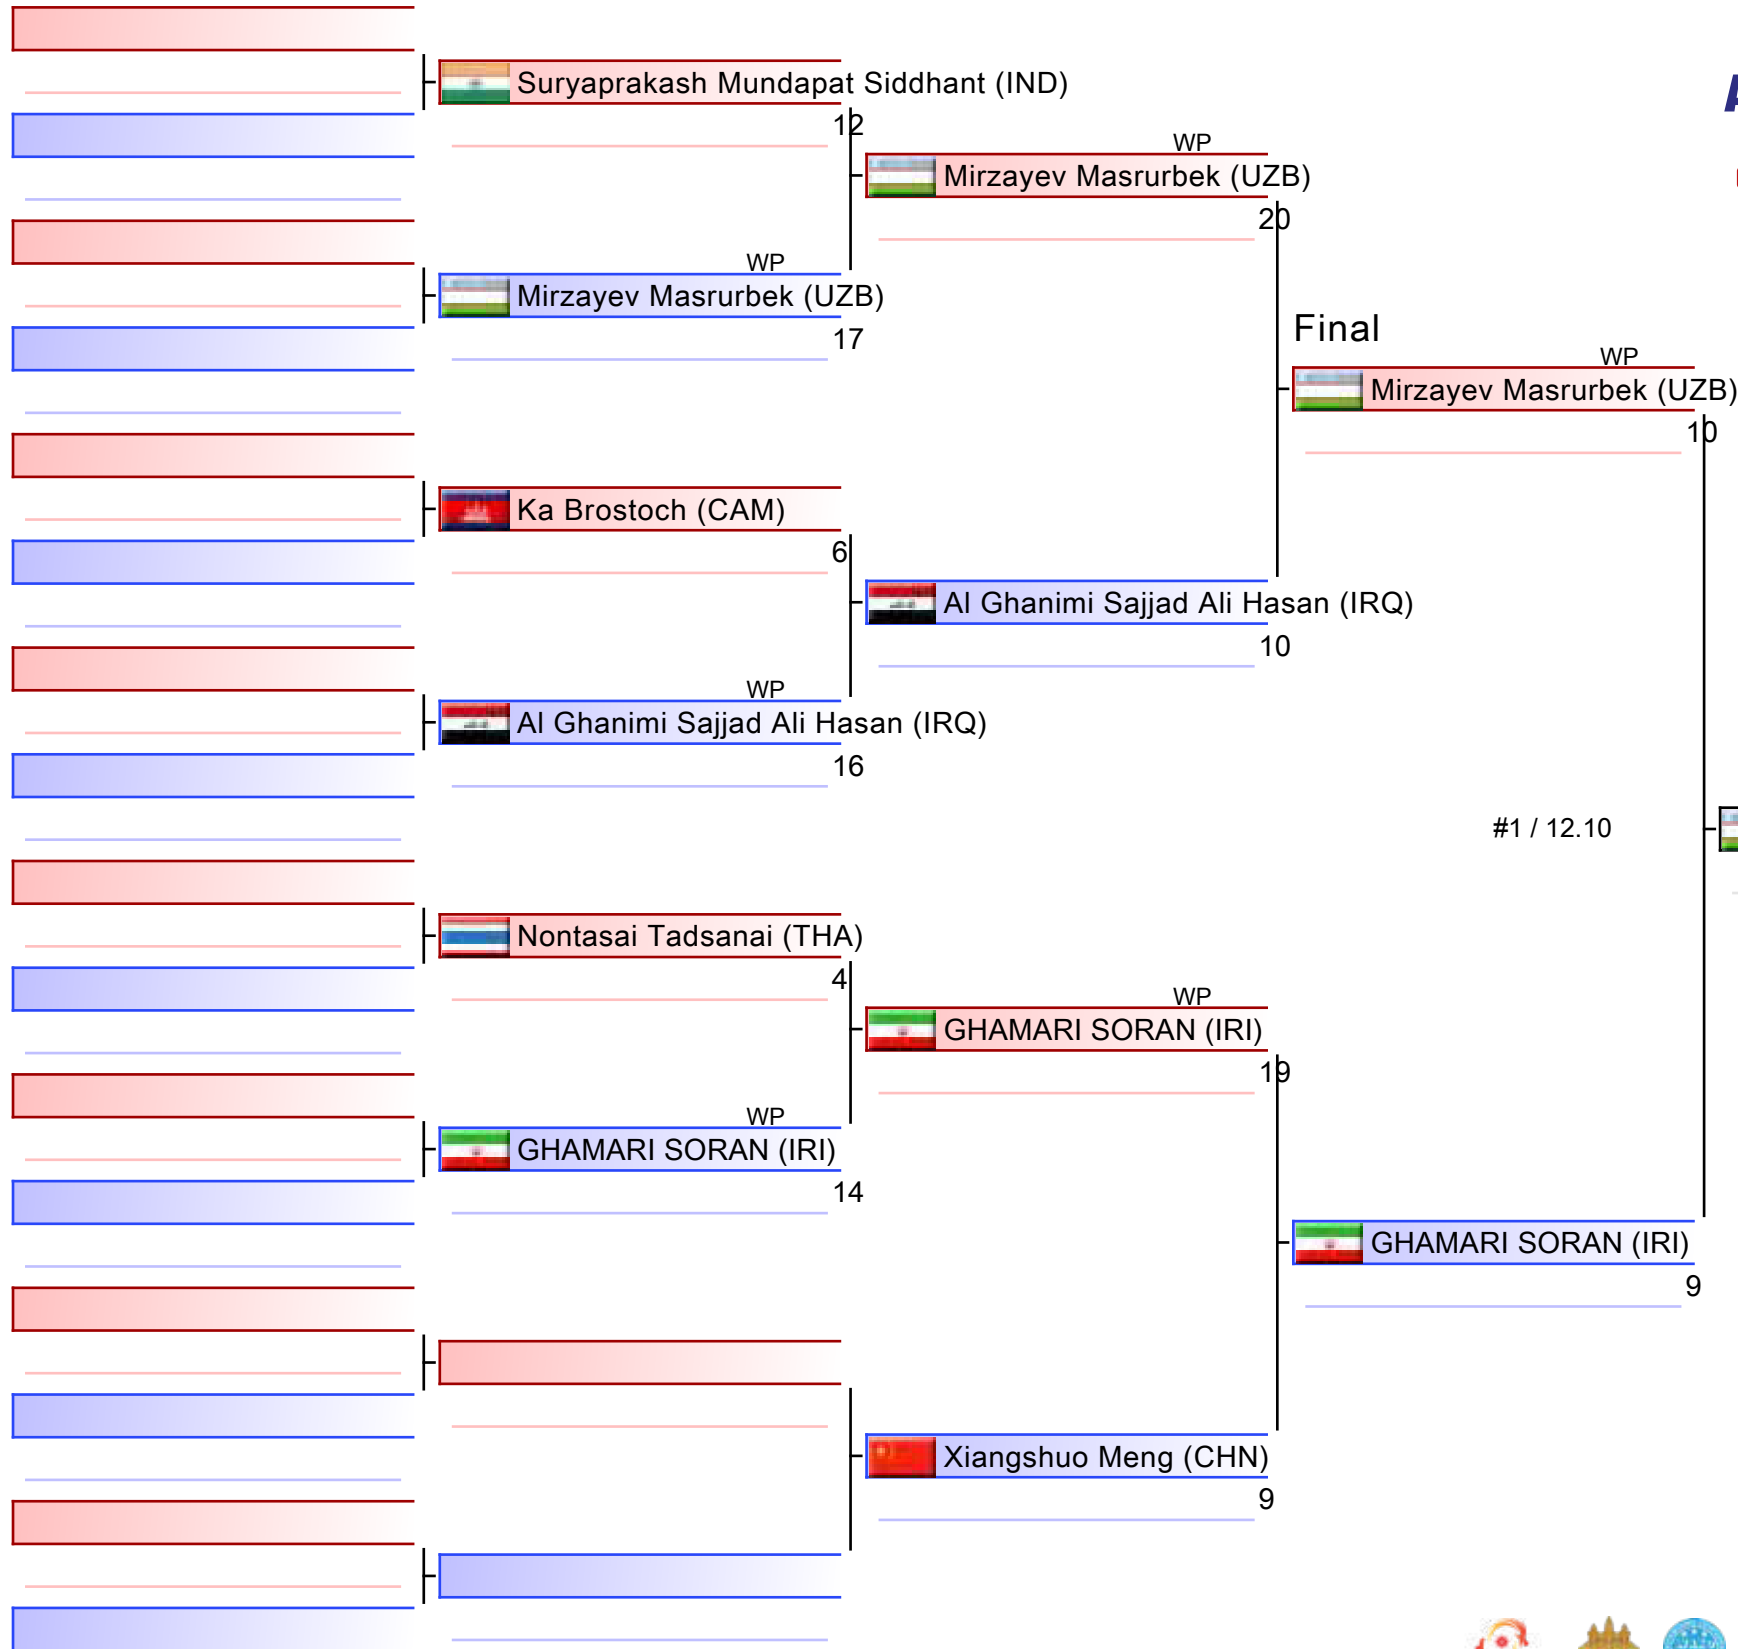 Suryaprakash Mundapat Siddhant (IND)
12
WP
Mirzayev Masrurbek (UZB)
20
WP
Mirzayev Masrurbek (UZB)
17
Final
WP
Mirzayev Masrurbek (UZB)
10
Ka Brostoch (CAM)
6
Al Ghanimi Sajjad Ali Hasan (IRQ)
10
WP
Al Ghanimi Sajjad Ali Hasan (IRQ)
16
#1 / 12.10
Nontasai Tadsanai (THA)
4
WP
GHAMARI SORAN (IRI)
19
WP
GHAMARI SORAN (IRI)
14
GHAMARI SORAN (IRI)
9
Xiangshuo Meng (CHN)
9